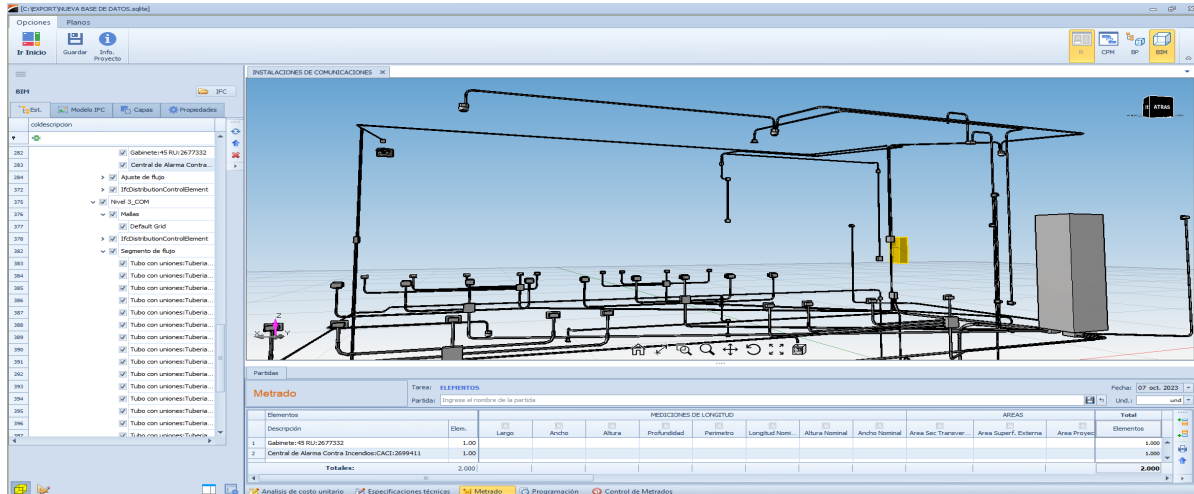 [C:\EXPORT\NUEVA BASE DE DATOS.sqlite]
Opciones Planos
Ir Inicio Guardar Info. Proyecto CPM BP BIM
INSTALACIONES DE COMUNICACIONES
BIM IFC
Est. Modelo IFC Capas Propiedades
coldescripcion
ATRAS
282 Gabinete:45 RU:2677332
283 Central de Alarma Contra...
284 Ajuste de flujo
372 IfcDistributionControlElement
375 Nivel 3_COM
376 Mallas
377 Default Grid
378 IfcDistributionControlElement
382 Segmento de flujo
383 Tubo con uniones:Tuberia...
384 Tubo con uniones:Tuberia...
385 Tubo con uniones:Tuberia...
386 Tubo con uniones:Tuberia...
387 Tubo con uniones:Tuberia...
388 Tubo con uniones:Tuberia...
389 Tubo con uniones:Tuberia...
390 Tubo con uniones:Tuberia...
391 Tubo con uniones:Tuberia...
392 Tubo con uniones:Tuberia...
393 Tubo con uniones:Tuberia...
394 Tubo con uniones:Tuberia...
395 Tubo con uniones:Tuberia...
396 Tubo con uniones:Tuberia...
397 Tubo con uniones:Tuberia...
Z
X Y
Partidas
Metrado
Tarea: ELEMENTOS Fecha: 07 oct. 2023
Partida: Ingrese el nombre de la partida Und.: und
Elementos MEDICIONES DE LONGITUD AREAS Total
Descripción Elem. Largo Ancho Altura Profundidad Perimetro Longitud Nomi... Altura Nominal Ancho Nominal Area Sec Transver... Area Superf. Externa Area Proyec Elementos
1 Gabinete:45 RU:2677332 1.00 1.000
2 Central de Alarma Contra Incendios:CACI:2699411 1.00 1.000
Totales: 2.000 2.000
Analisis de costo unitario Especificaciones técnicas Metrado Programación Control de Metrados